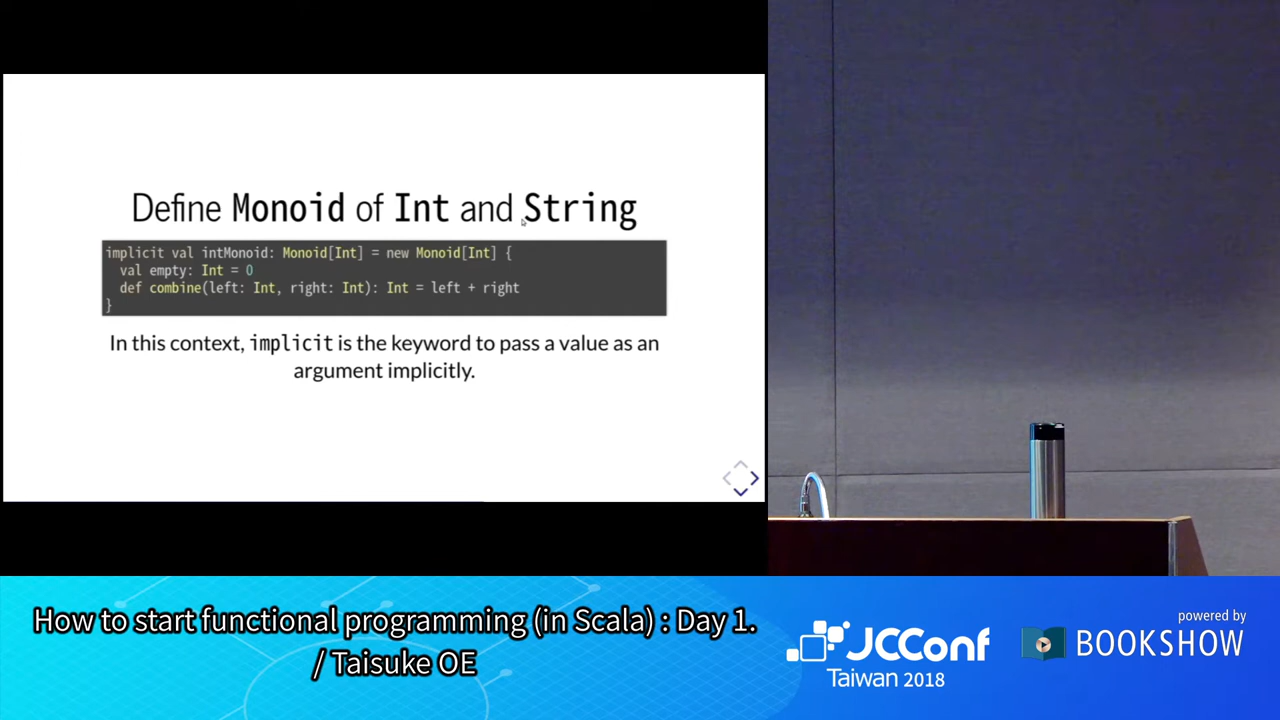 Define Monoid of Int and String
implicit val intMonoid: Monoid[Int] = new Monoid[Int] {
  val empty: Int = 0
  def combine(left: Int, right: Int): Int = left + right
}
In this context, implicit is the keyword to pass a value as an
argument implicitly.
How to start functional programming (in Scala) : Day 1.
/ Taisuke OE
JCConf
Taiwan 2018
powered by
BOOKSHOW